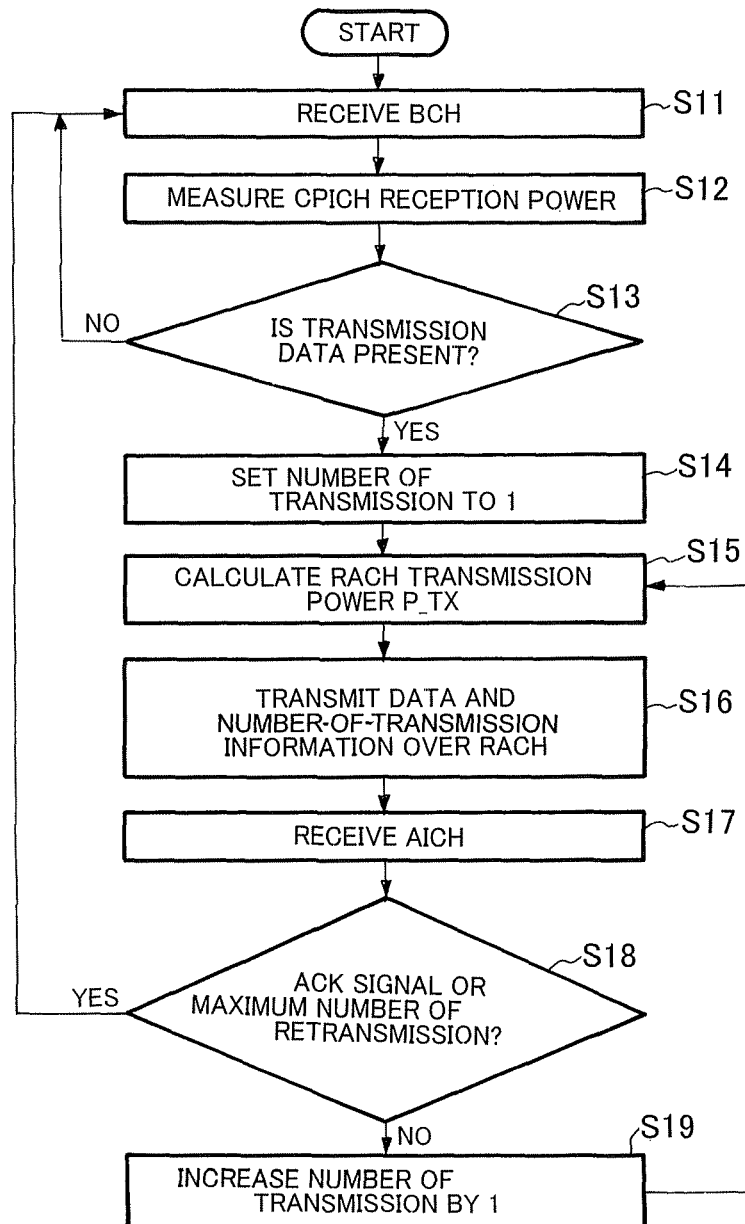 START
RECEIVE BCH
S11
MEASURE CPICH RECEPTION POWER
S12
S13
IS TRANSMISSION
DATA PRESENT?
NO
YES
SET NUMBER OF
TRANSMISSION TO 1
S14
CALCULATE RACH TRANSMISSION
POWER P_TX
S15
TRANSMIT DATA AND
NUMBER-OF-TRANSMISSION
INFORMATION OVER RACH
S16
RECEIVE AICH
S17
S18
ACK SIGNAL OR
MAXIMUM NUMBER OF
RETRANSMISSION?
YES
NO
S19
INCREASE NUMBER OF
TRANSMISSION BY 1